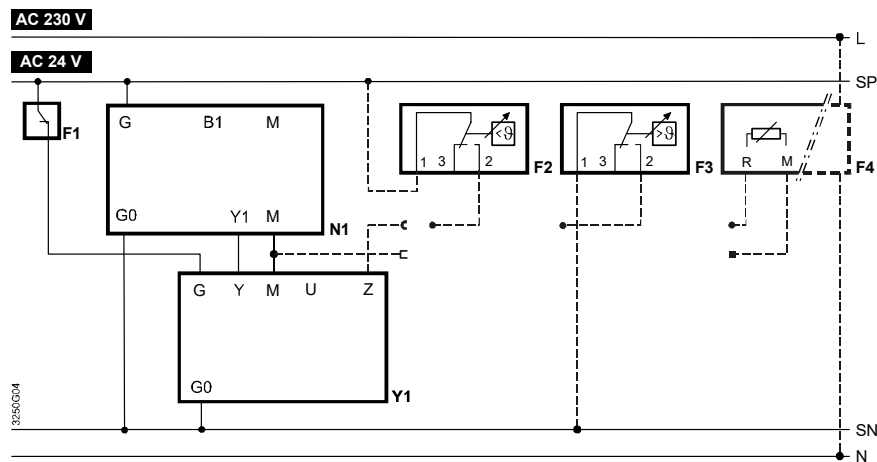 AC 230 V
L
AC 24 V
SP
F1
G B1 M
G0 Y1 M
N1
<ϑ
1 3 2
F2
>ϑ
1 3 2
F3
R M
F4
G Y M U Z
G0
Y1
3250G04
SN
N